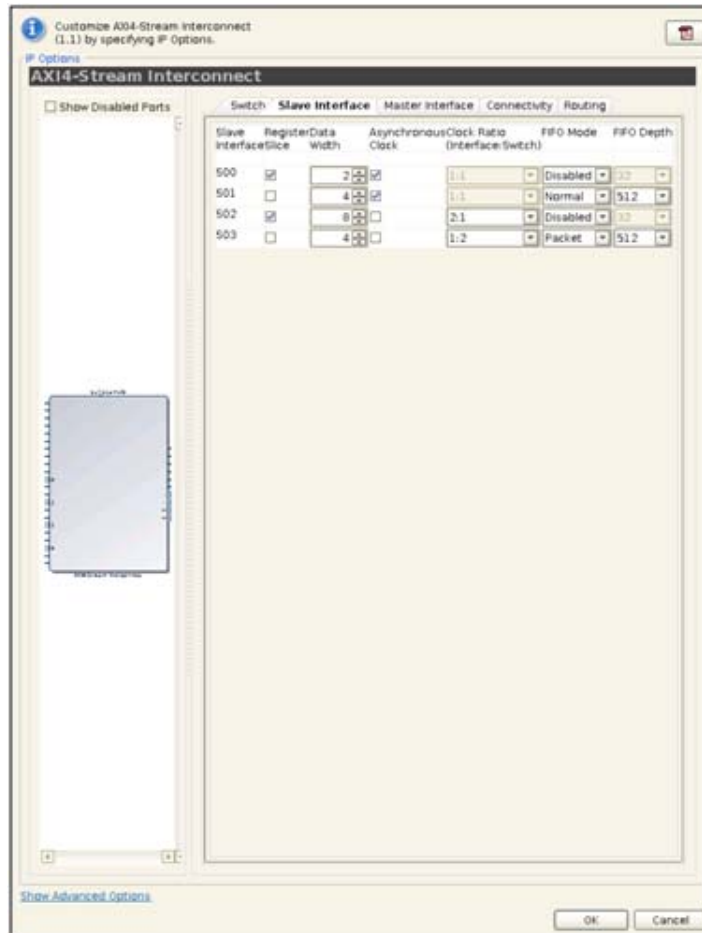 Customize AXI4-Stream Interconnect
(1.1) by specifying IP Options.
IP Options
AXI4-Stream Interconnect
Show Disabled Ports
Switch Slave Interface Master Interface Connectivity Routing
Slave Register Data Asynchronous Clock Ratio FIFO Mode FIFO Depth
Interface Slice Width Clock (Interface:Switch)
S00 2 1:1 Disabled 32
S01 4 1:1 Normal 512
S02 8 2:1 Disabled 32
S03 4 1:2 Packet 512
Show Advanced Options
OK Cancel